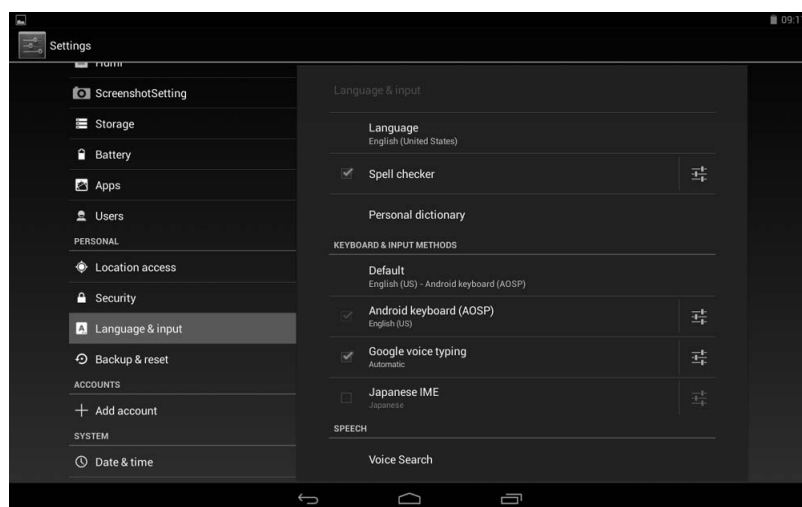 09:1
Settings
ScreenshotSetting
Storage
Battery
Apps
Users
PERSONAL
Location access
Security
Language & input
Backup & reset
ACCOUNTS
Add account
SYSTEM
Date & time
Language & input
Language
English (United States)
Spell checker
Personal dictionary
KEYBOARD & INPUT METHODS
Default
English (US) - Android keyboard (AOSP)
Android keyboard (AOSP)
English (US)
Google voice typing
Automatic
Japanese IME
Japanese
SPEECH
Voice Search